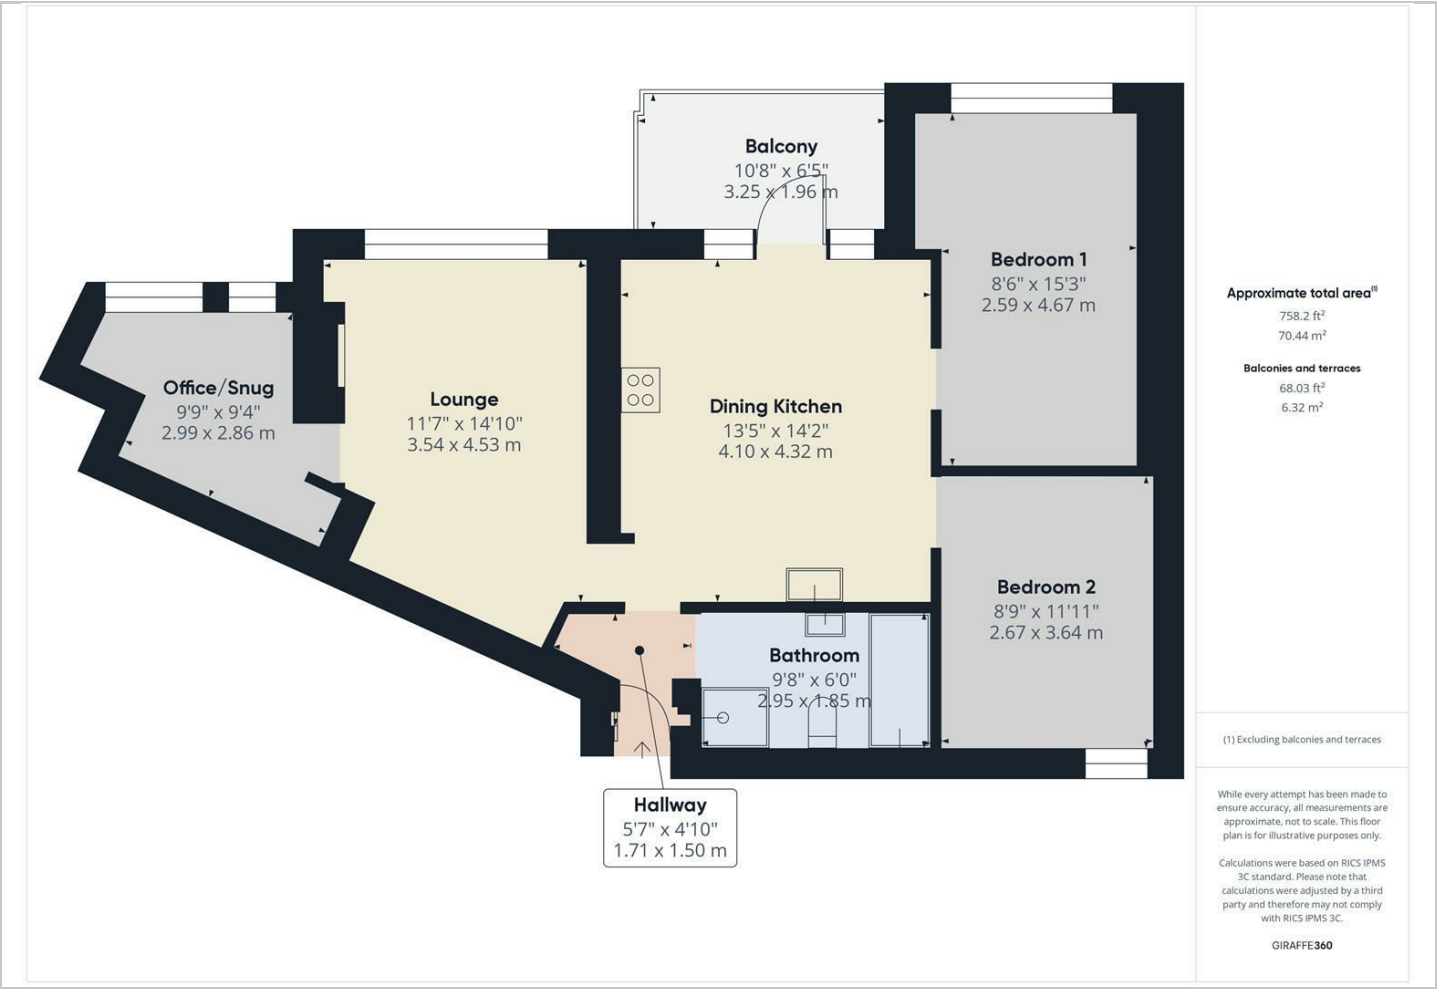 Balcony
10'8" x 6'5"
3.25 x 1.96 m
Bedroom 1
8'6" x 15'3"
2.59 x 4.67 m
Office/Snug
9'9" x 9'4"
2.99 x 2.86 m
Lounge
11'7" x 14'10"
3.54 x 4.53 m
Dining Kitchen
13'5" x 14'2"
4.10 x 4.32 m
Bedroom 2
8'9" x 11'11"
2.67 x 3.64 m
Bathroom
9'8" x 6'0"
2.95 x 1.85 m
Hallway
5'7" x 4'10"
1.71 x 1.50 m
Approximate total area⁽¹⁾
758.2 ft²
70.44 m²
Balconies and terraces
68.03 ft²
6.32 m²
(1) Excluding balconies and terraces
While every attempt has been made to
ensure accuracy, all measurements are
approximate, not to scale. This floor
plan is for illustrative purposes only.
Calculations were based on RICS IPMS
3C standard. Please note that
calculations were adjusted by a third
party and therefore may not comply
with RICS IPMS 3C.
GIRAFFE360